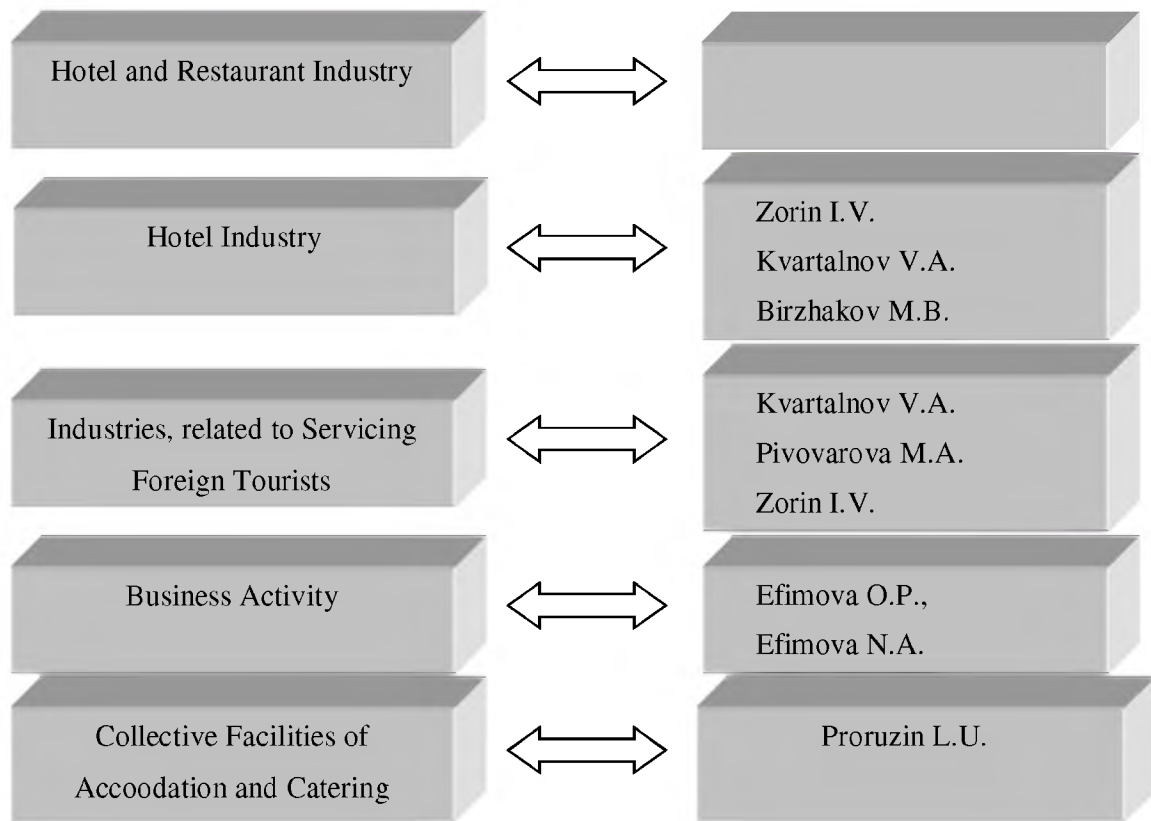 Hotel and Restaurant Industry
Hotel Industry
Zorin I.V.
Kvartalnov V.A.
Birzhakov M.B.
Industries, related to Servicing
Foreign Tourists
Kvartalnov V.A.
Pivovarova M.A.
Zorin I.V.
Business Activity
Efimova O.P.,
Efimova N.A.
Collective Facilities of
Accoodation and Catering
Proruzin L.U.